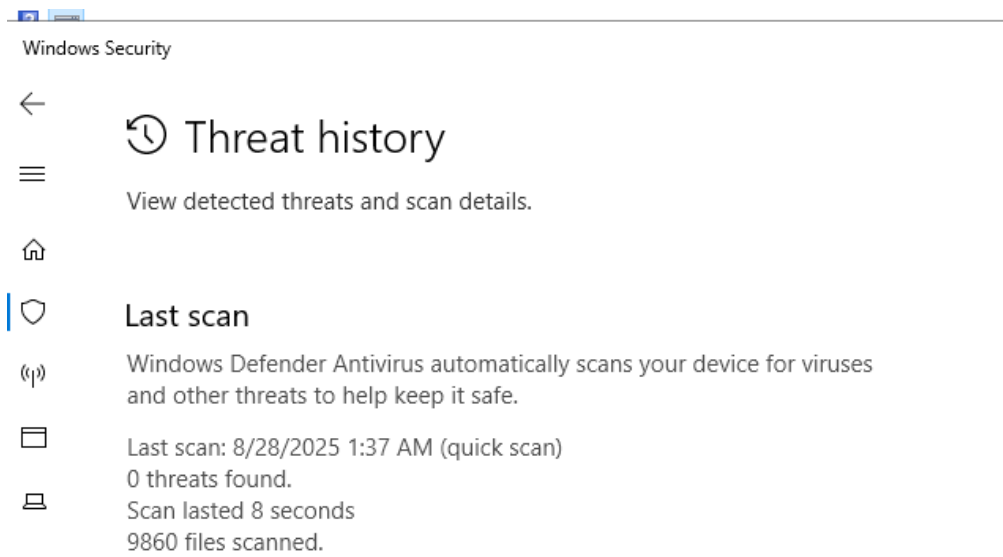 Windows Security
Threat history
View detected threats and scan details.
Last scan
Windows Defender Antivirus automatically scans your device for viruses
and other threats to help keep it safe.
Last scan: 8/28/2025 1:37 AM (quick scan)
0 threats found.
Scan lasted 8 seconds
9860 files scanned.